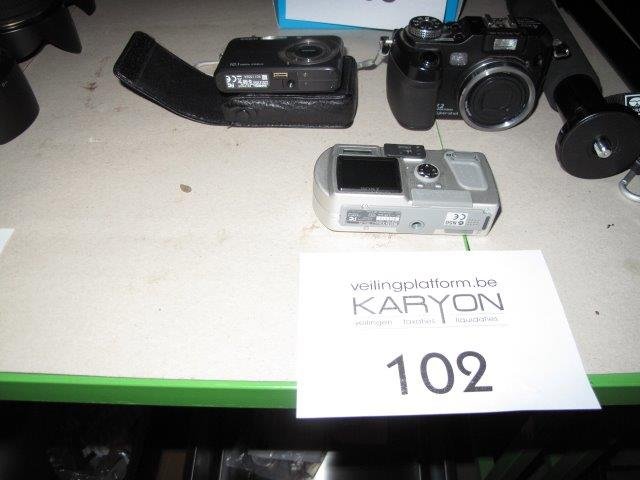 veilingplatform.be
KARYON
veilingen taxaties liquidaties
102